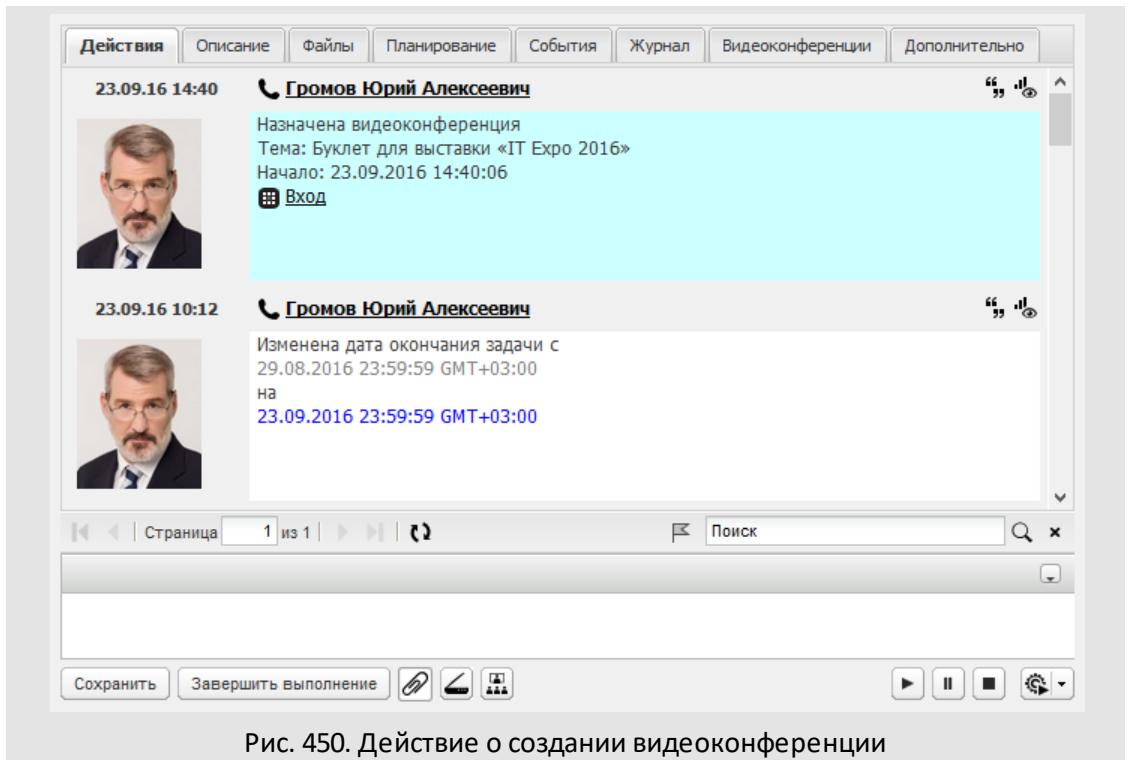 Действия Описание Файлы Планирование События Журнал Видеоконференции Дополнительно
23.09.16 14:40 Громов Юрий Алексеевич
Назначена видеоконференция
Тема: Буклет для выставки «IT Expo 2016»
Начало: 23.09.2016 14:40:06
Вход
23.09.16 10:12 Громов Юрий Алексеевич
Изменена дата окончания задачи с
29.08.2016 23:59:59 GMT+03:00
на
23.09.2016 23:59:59 GMT+03:00
Страница 1 из 1 Поиск
Сохранить Завершить выполнение
Рис. 450. Действие о создании видеоконференции